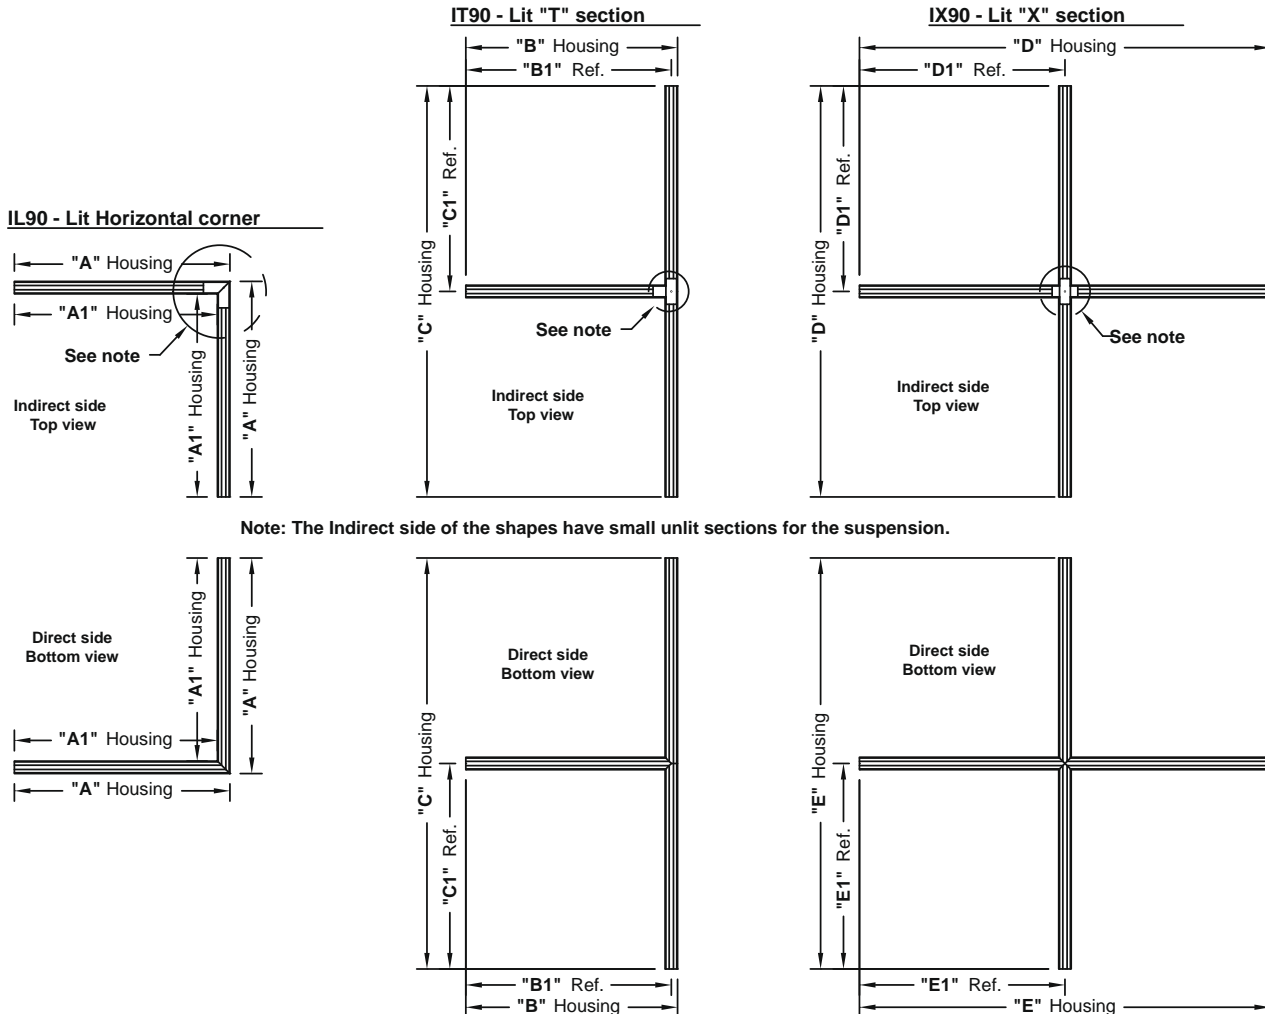 IT90 - Lit "T" section
IX90 - Lit "X" section
"B" Housing
"B1" Ref.
"D" Housing
"D1" Ref.
"C1" Ref.
"C" Housing
"D1" Ref.
"D" Housing
IL90 - Lit Horizontal corner
"A" Housing
"A1" Housing
See note
"A1" Housing
"A" Housing
Indirect side
Top view
See note
Indirect side
Top view
See note
Indirect side
Top view
Note: The Indirect side of the shapes have small unlit sections for the suspension.
Direct side
Bottom view
"A1" Housing
"A" Housing
"A1" Housing
"A" Housing
Direct side
Bottom view
"C" Housing
"C1" Ref.
"B1" Ref.
"B" Housing
Direct side
Bottom view
"E" Housing
"E1" Ref.
"E1" Ref.
"E" Housing